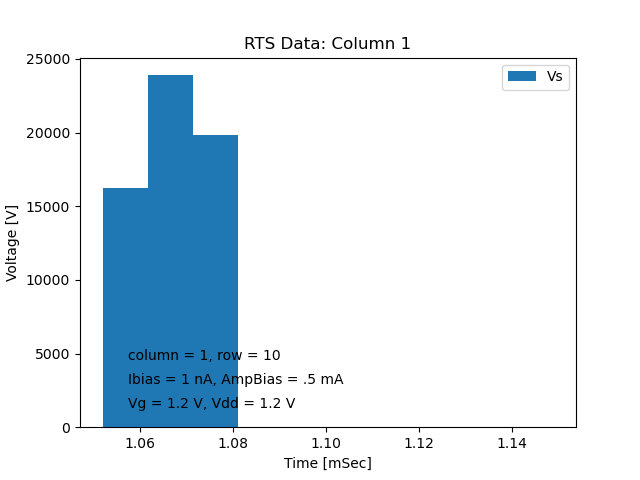 RTS Data: Column 1
Vs
Voltage [V]
25000
20000
15000
10000
5000
0
column = 1, row = 10
Ibias = 1 nA, AmpBias = .5 mA
Vg = 1.2 V, Vdd = 1.2 V
1.06 1.08 1.10 1.12 1.14
Time [mSec]